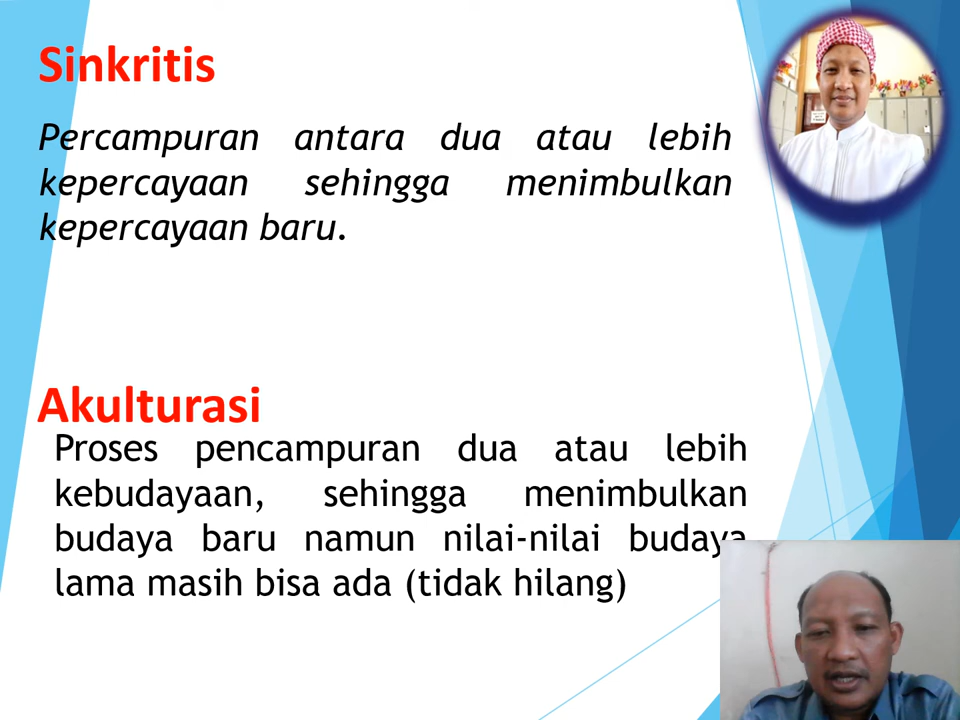 Sinkritis
Percampuran antara dua atau lebih
kepercayaan sehingga menimbulkan
kepercayaan baru.
Akulturasi
Proses pencampuran dua atau lebih
kebudayaan, sehingga menimbulkan
budaya baru namun nilai-nilai budaya
lama masih bisa ada (tidak hilang)